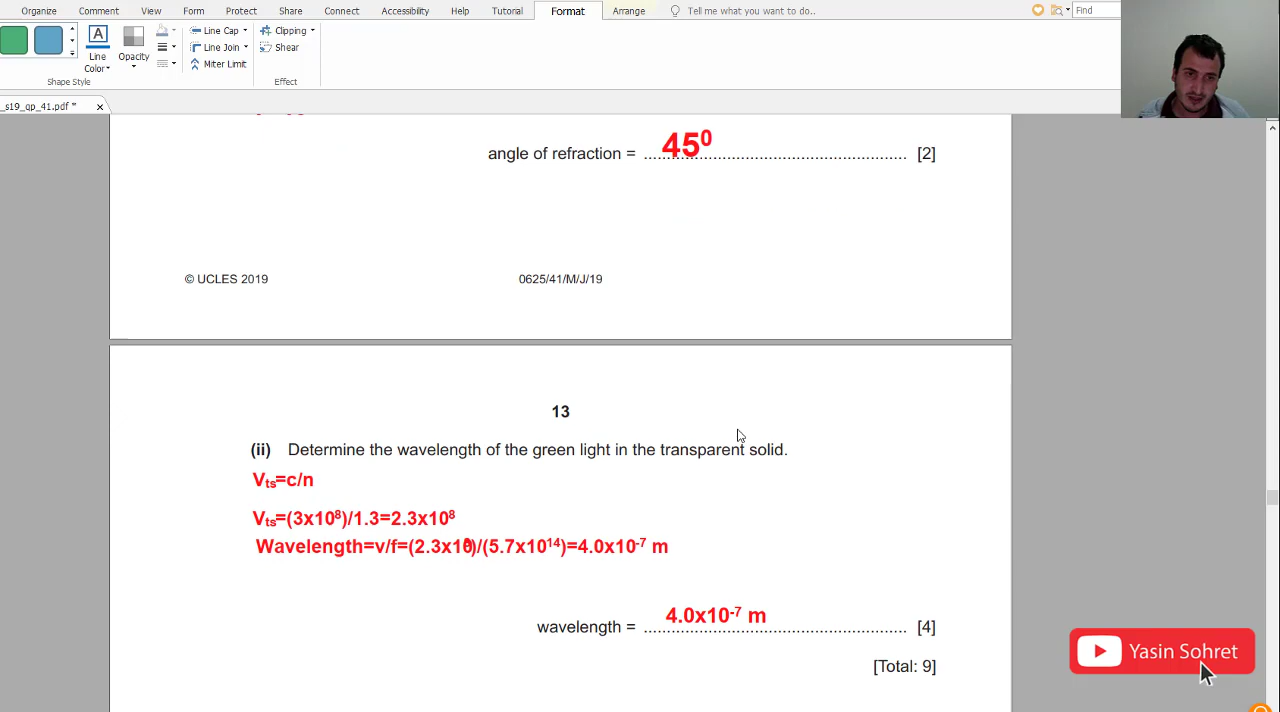 Organize Comment View Form Protect Share Connect Accessibility Help Tutorial Format Arrange Tell me what you want to do.. Find
Line Cap Clipping
Line Join Shear
Miter Limit
Line Color Opacity
Shape Style Effect
_s19_qp_41.pdf *
angle of refraction = 45⁰ [2]
© UCLES 2019 0625/41/M/J/19
13
(ii) Determine the wavelength of the green light in the transparent solid.
Vts=c/n
Vts=(3x10⁸)/1.3=2.3x10⁸
Wavelength=v/f=(2.3x10⁸)/(5.7x10¹⁴)=4.0x10⁻⁷ m
wavelength = 4.0x10⁻⁷ m [4]
[Total: 9]
Yasin Sohret